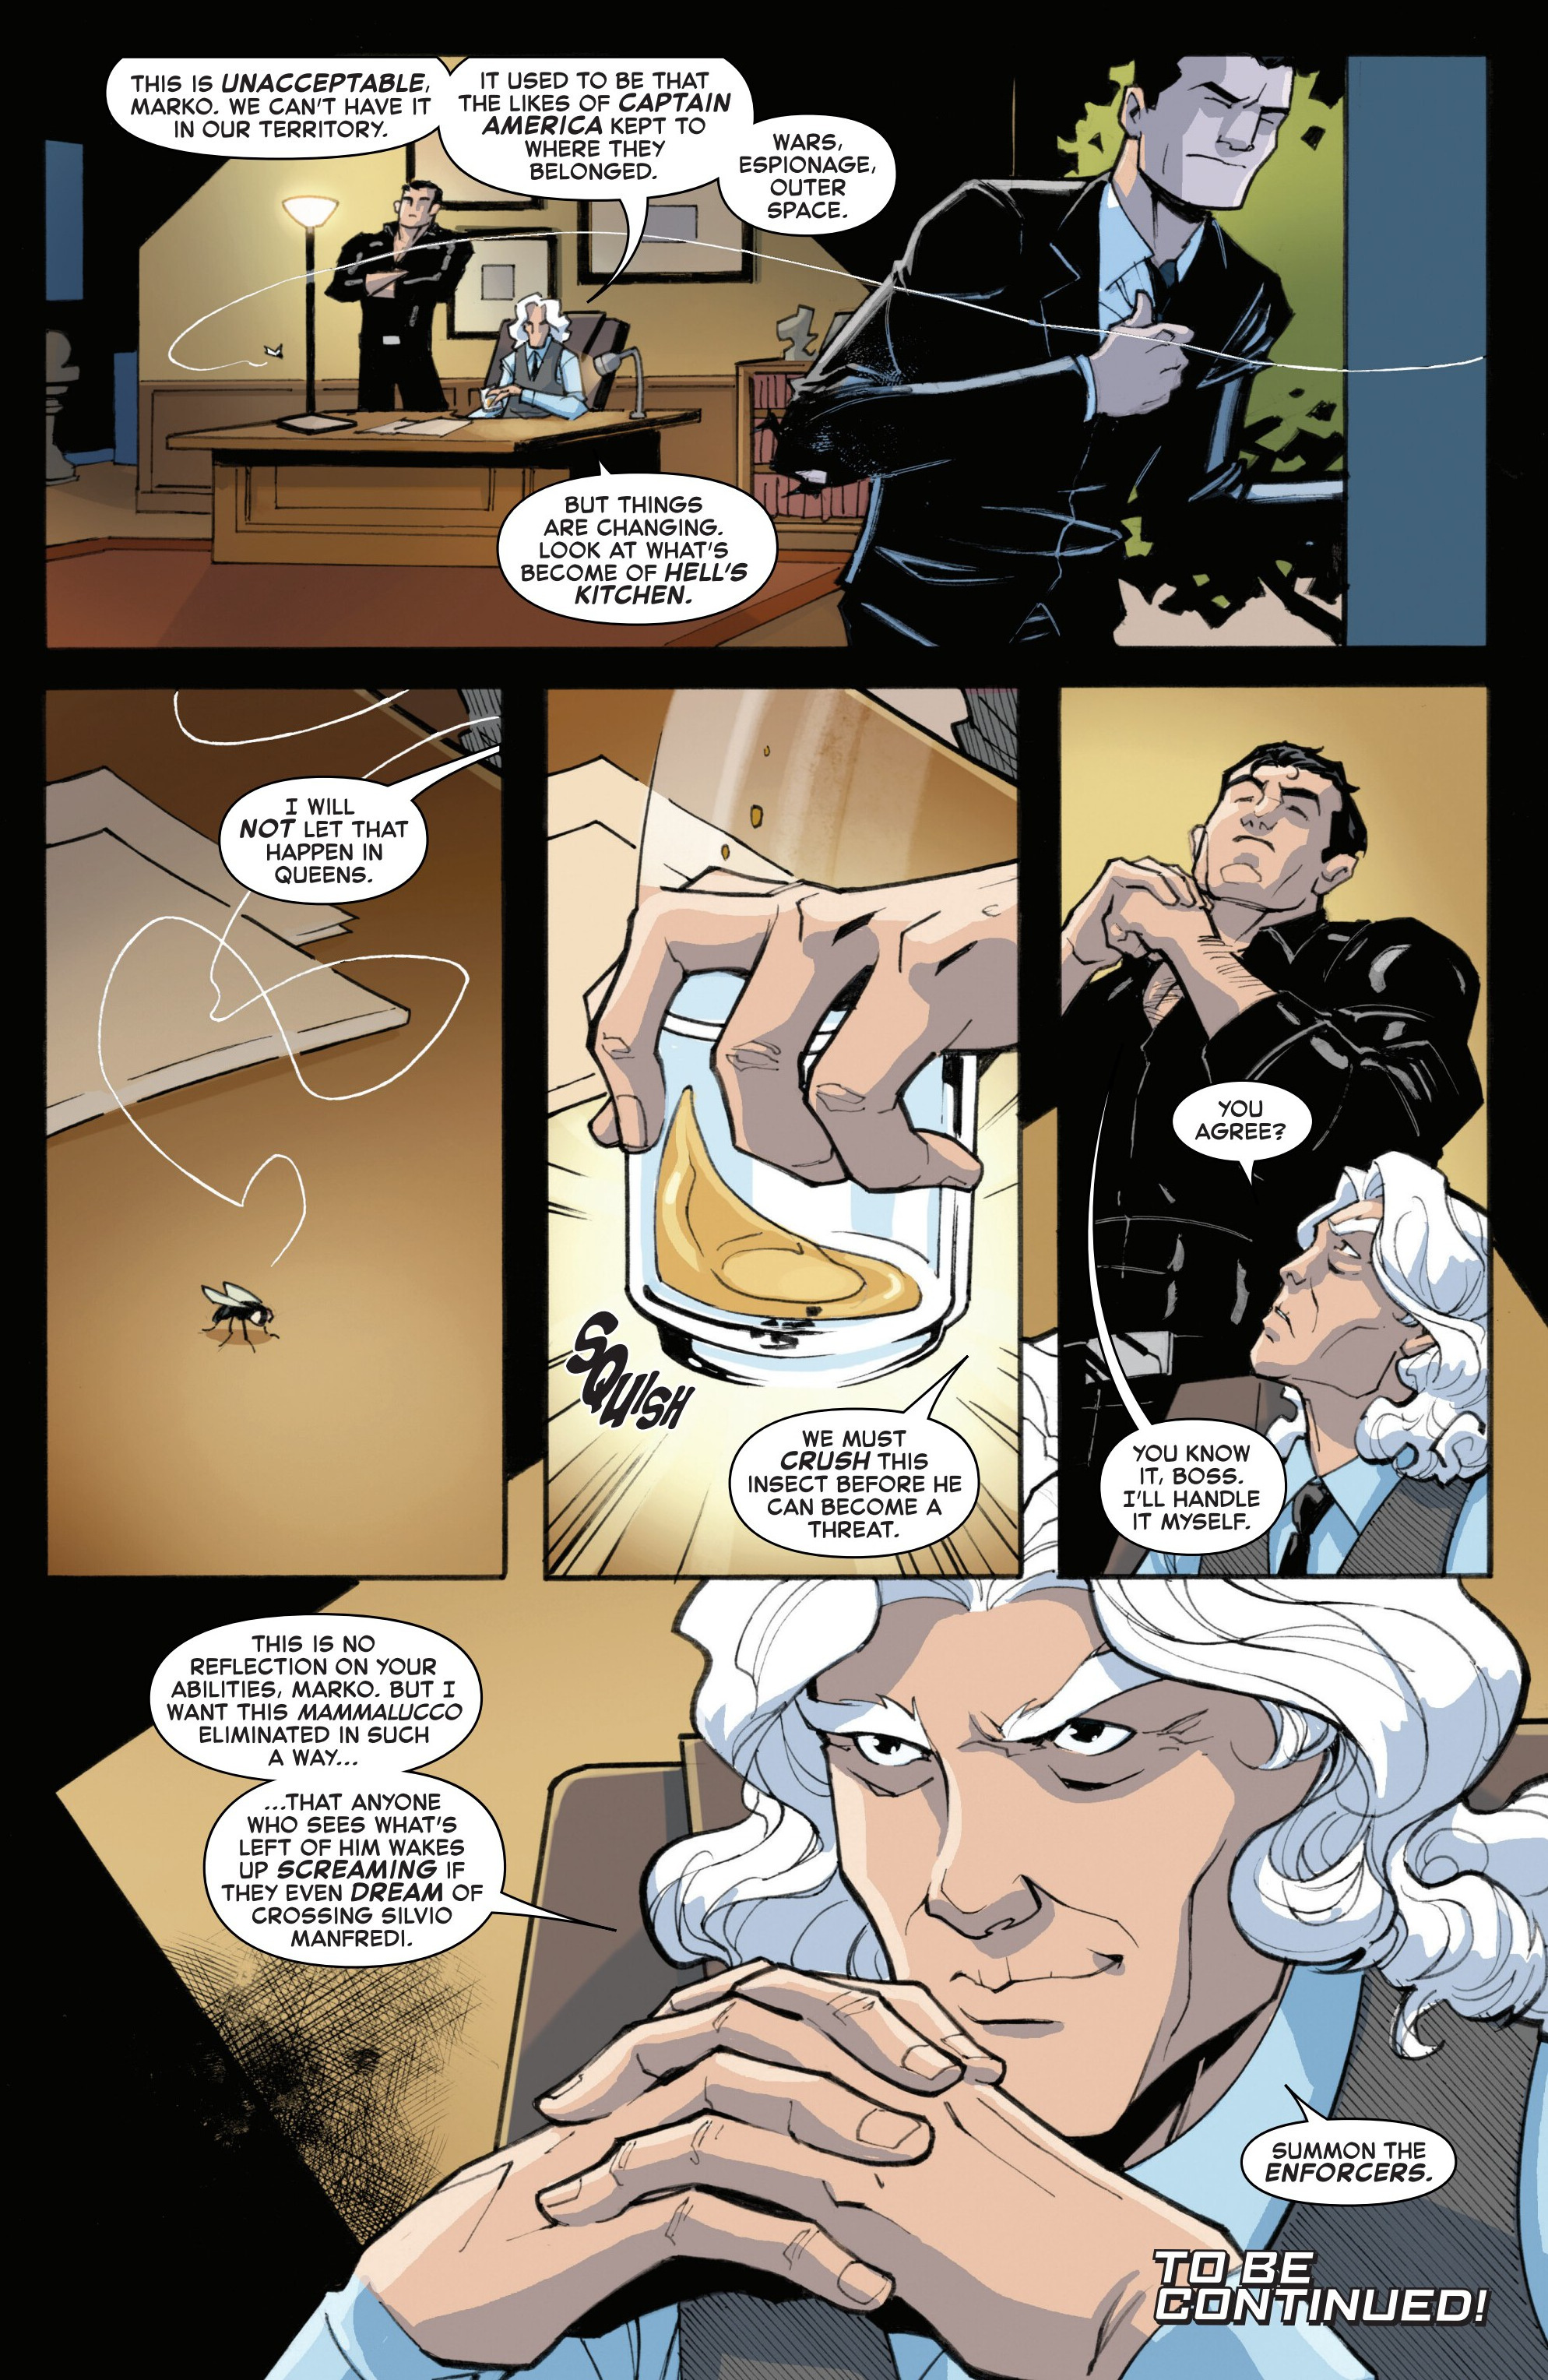 THIS IS UNACCEPTABLE,
MARKO. WE CAN'T HAVE IT
IN OUR TERRITORY.
IT USED TO BE THAT
THE LIKES OF CAPTAIN
AMERICA KEPT TO
WHERE THEY
BELONGED.
WARS,
ESPIONAGE,
OUTER
SPACE.
BUT THINGS
ARE CHANGING.
LOOK AT WHAT'S
BECOME OF HELL'S
KITCHEN.
I WILL
NOT LET THAT
HAPPEN IN
QUEENS.
SQUISH
WE MUST
CRUSH THIS
INSECT BEFORE HE
CAN BECOME A
THREAT.
YOU
AGREE?
YOU KNOW
IT, BOSS.
I'LL HANDLE
IT MYSELF.
THIS IS NO
REFLECTION ON YOUR
ABILITIES, MARKO. BUT I
WANT THIS MAMMALUCCO
ELIMINATED IN SUCH
A WAY...
...THAT ANYONE
WHO SEES WHAT'S
LEFT OF HIM WAKES
UP SCREAMING IF
THEY EVEN DREAM OF
CROSSING SILVIO
MANFREDI.
SUMMON THE
ENFORCERS.
TO BE
CONTINUED!